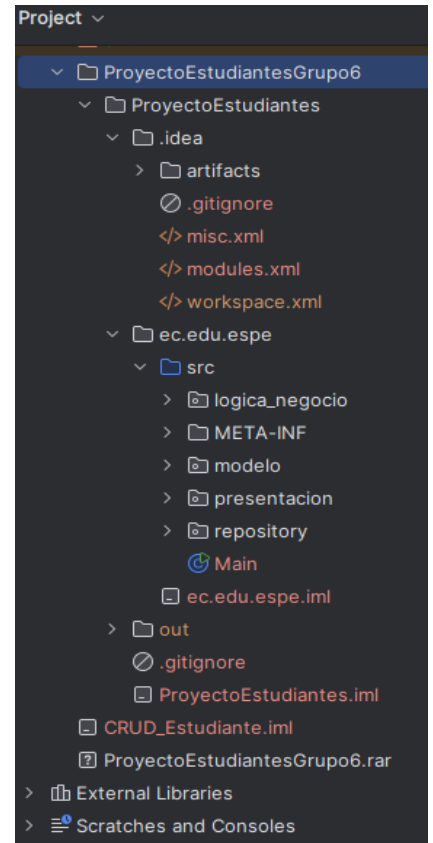 Project
ProyectoEstudiantesGrupo6
ProyectoEstudiantes
.idea
artifacts
.gitignore
misc.xml
modules.xml
workspace.xml
ec.edu.espe
src
logica_negocio
META-INF
modelo
presentacion
repository
Main
ec.edu.espe.iml
out
.gitignore
ProyectoEstudiantes.iml
CRUD_Estudiante.iml
ProyectoEstudiantesGrupo6.rar
External Libraries
Scratches and Consoles